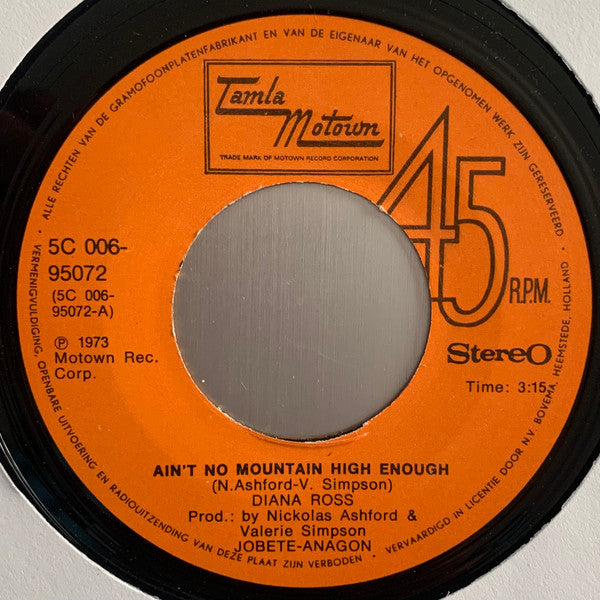 ALLE RECHTEN VAN DE GRAMOFOONPLATENFABRIKANT EN VAN DE EIGENAAR VAN HET OPGENOMEN WERK ZIJN GERESERVEERD
Tamla
Motown
TRADE MARK OF MOTOWN RECORD CORPORATION
45
R.P.M.
5C 006-
95072
(5C 006-
95072-A)
℗ 1973
Motown Rec.
Corp.
Stereo
Time: 3:15
AIN'T NO MOUNTAIN HIGH ENOUGH
(N.Ashford-V. Simpson)
DIANA ROSS
Prod.: by Nickolas Ashford &
Valerie Simpson
JOBETE-ANAGON
VERMENIGVULDIGING, OPENBARE UITVOERING EN RADIOUITZENDING VAN DEZE PLAAT ZIJN VERBODEN
VERVAARDIGD IN LICENTIE DOOR N.V. BOVEMA, HEEMSTEDE, HOLLAND